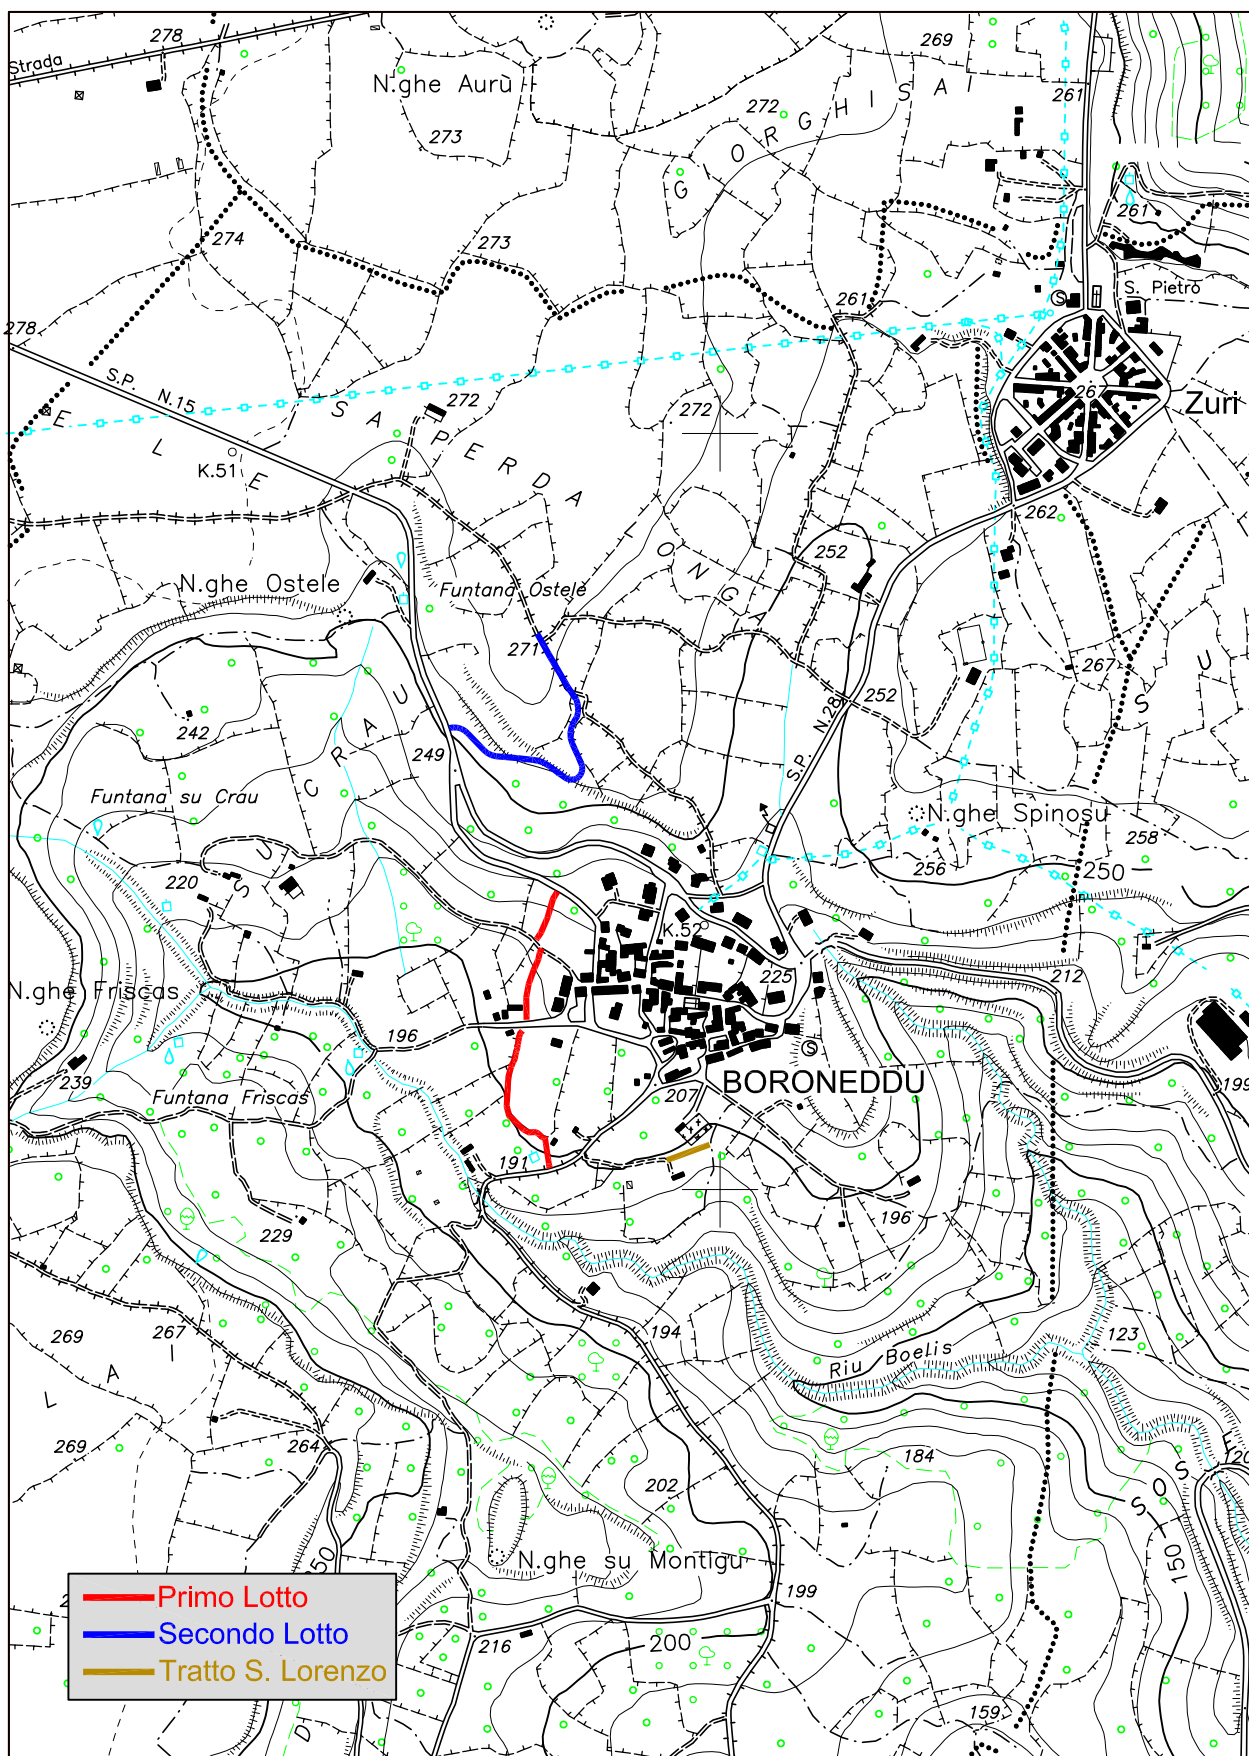 278
Strada
N.ghe Aurù
273
272
269
261
G O R G H I S A I
274
273
261
261
S. Pietro
278
S.P. N.15
272
S A P E R D A
272
267
Zuri
E L E
K.51
262
252
O N G A
N.ghe Ostele
Funtana Ostele
271
267
S U
252
S.P. N.28
242
249
S U C R A U
Funtana su Crau
N.ghe Spinosu
258
256
250
220
K.52
225
212
N.ghe Friscas
196
S
239
Funtana Friscas
BORONEDDU
207
199
191
196
229
269
267
194
123
L A I
Riu Boelis
269
264
184
202
S O S
120
150
N.ghe su Montigu
199
Primo Lotto
Secondo Lotto
216
200
Tratto S. Lorenzo
159
D